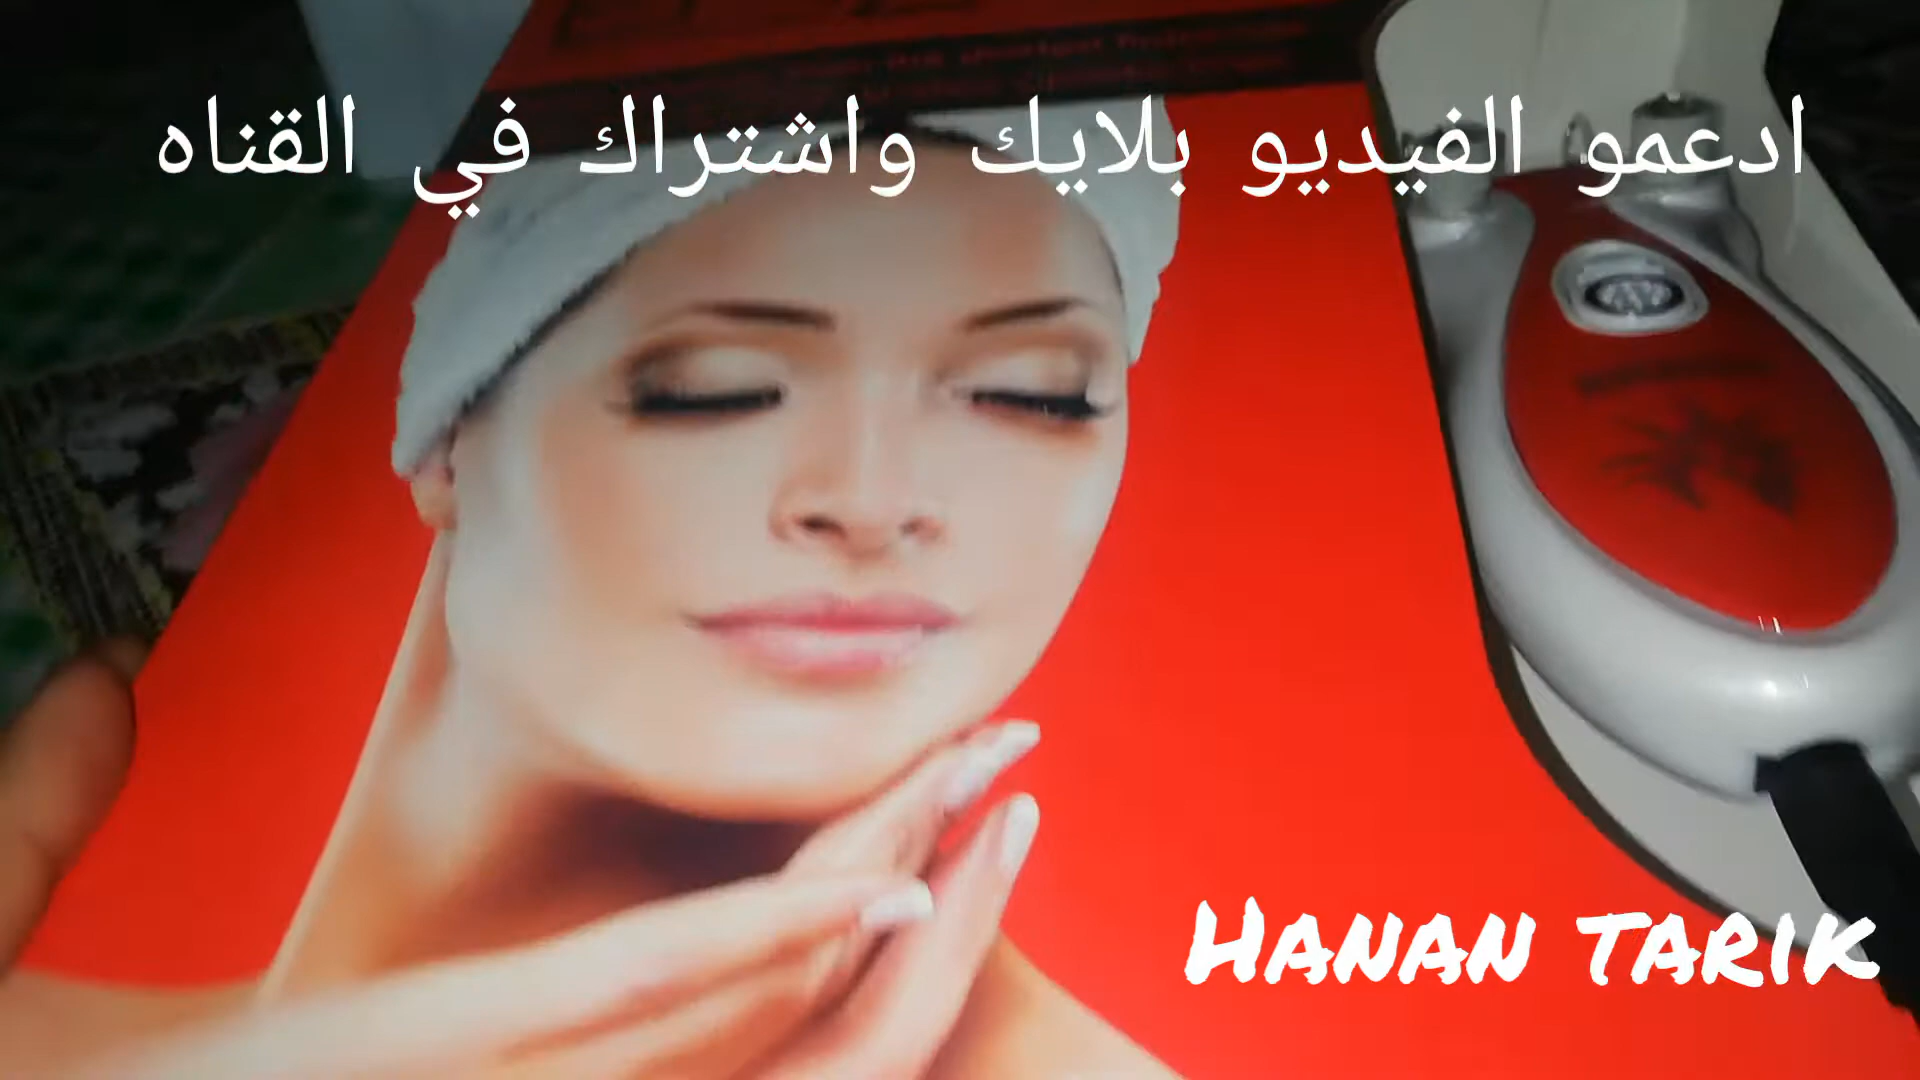 ادعمو الفيديو بلايك واشتراك في القناه
HANAN TARIK